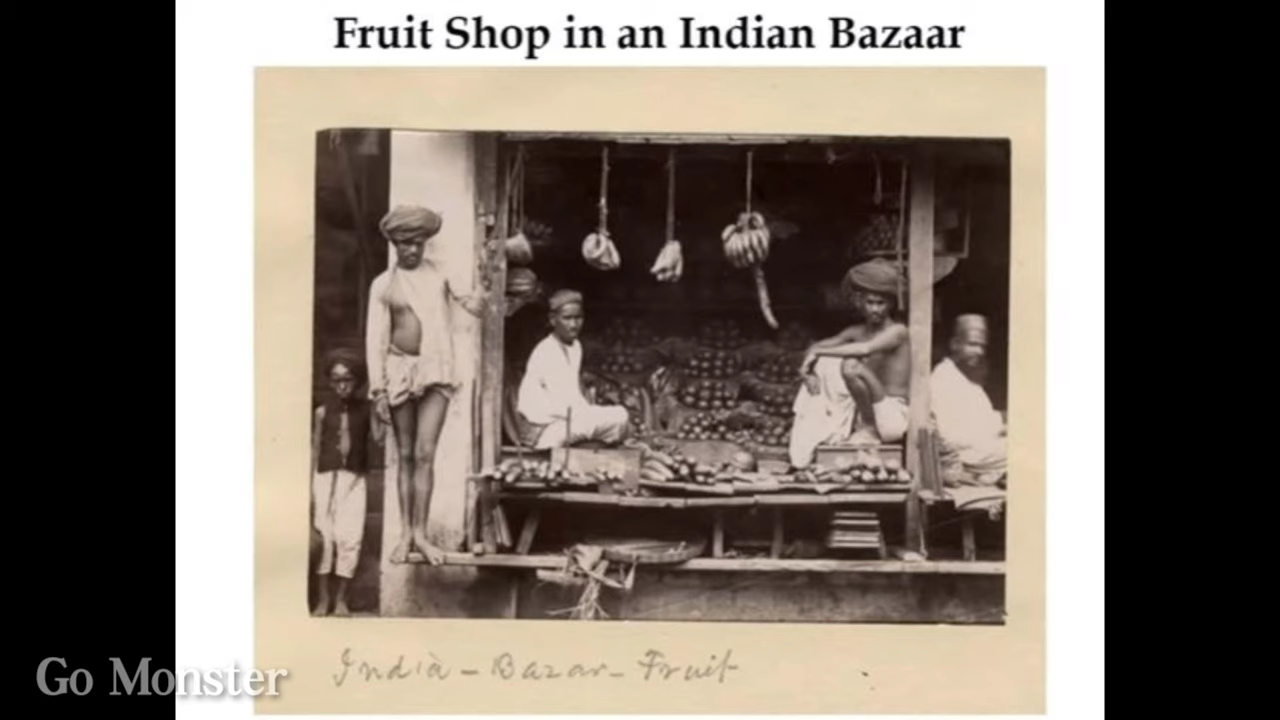 Fruit Shop in an Indian Bazaar
India - Bazar - Fruit
Go Monster